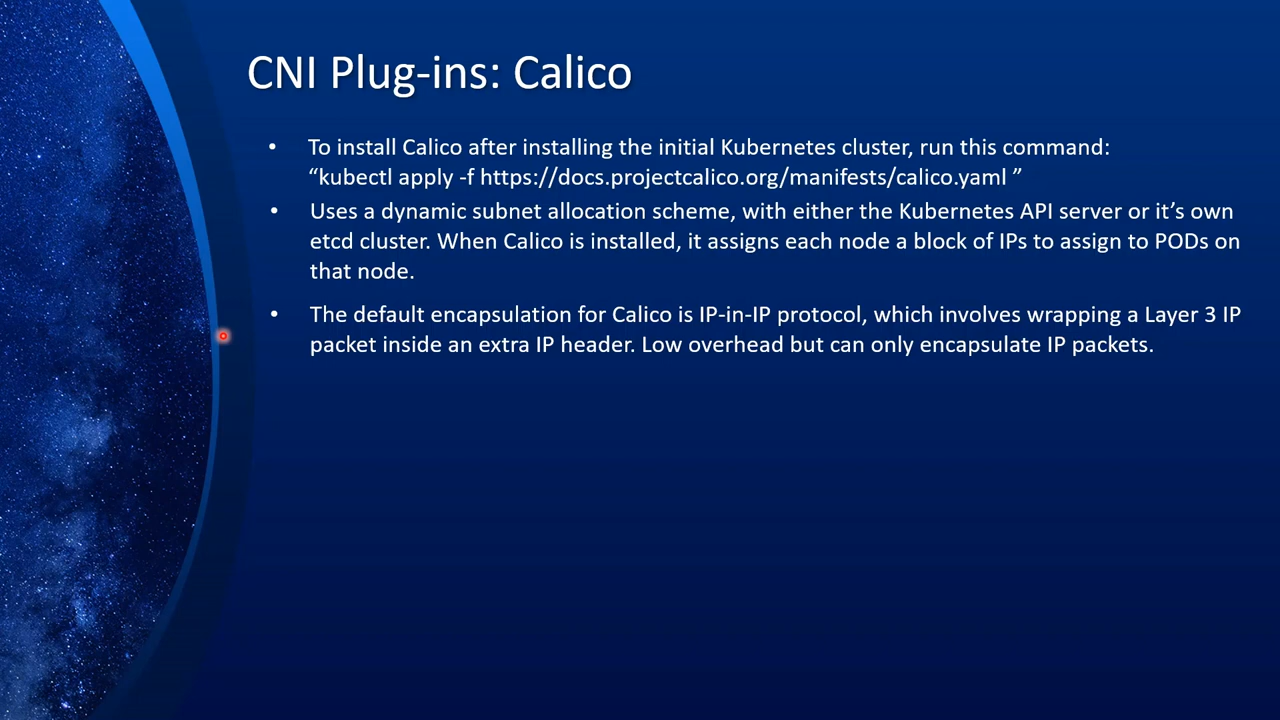 CNI Plug-ins: Calico
• To install Calico after installing the initial Kubernetes cluster, run this command:
“kubectl apply -f https://docs.projectcalico.org/manifests/calico.yaml ”
• Uses a dynamic subnet allocation scheme, with either the Kubernetes API server or it’s own
etcd cluster. When Calico is installed, it assigns each node a block of IPs to assign to PODs on
that node.
• The default encapsulation for Calico is IP-in-IP protocol, which involves wrapping a Layer 3 IP
packet inside an extra IP header. Low overhead but can only encapsulate IP packets.